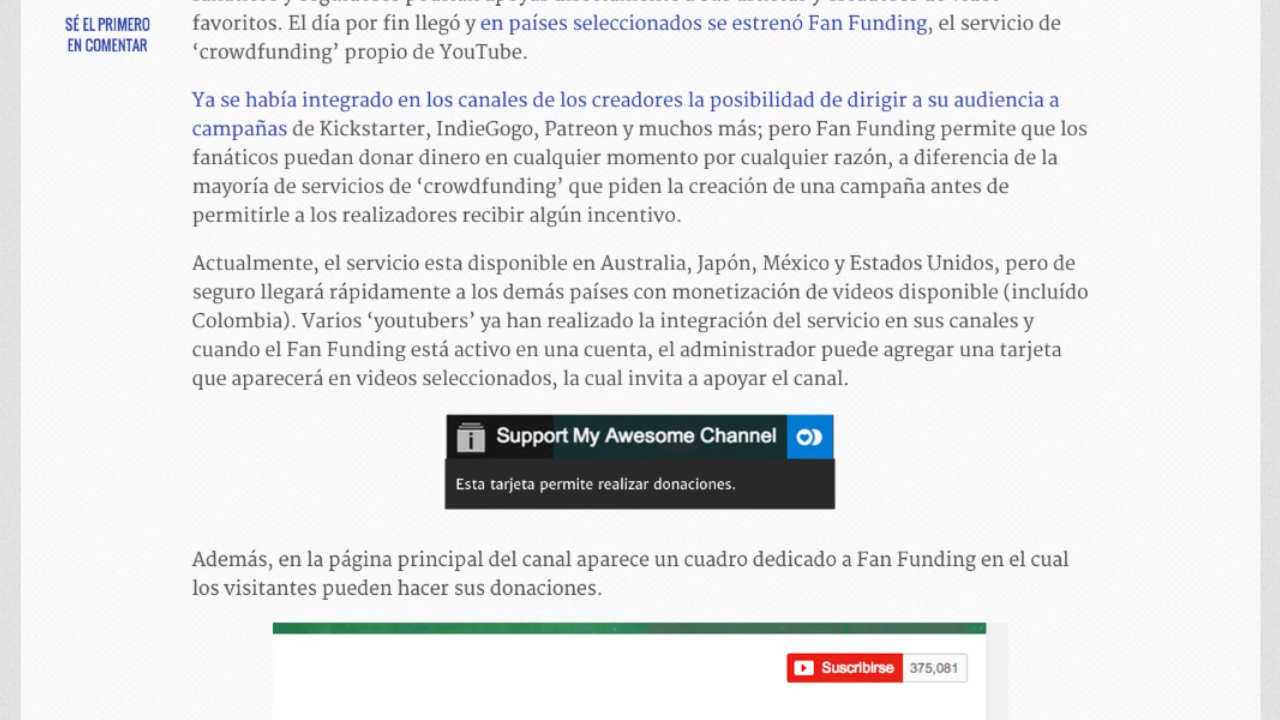 SÉ EL PRIMERO
EN COMENTAR
favoritos. El día por fin llegó y en países seleccionados se estrenó Fan Funding, el servicio de
‘crowdfunding’ propio de YouTube.
Ya se había integrado en los canales de los creadores la posibilidad de dirigir a su audiencia a
campañas de Kickstarter, IndieGogo, Patreon y muchos más; pero Fan Funding permite que los
fanáticos puedan donar dinero en cualquier momento por cualquier razón, a diferencia de la
mayoría de servicios de ‘crowdfunding’ que piden la creación de una campaña antes de
permitirle a los realizadores recibir algún incentivo.
Actualmente, el servicio esta disponible en Australia, Japón, México y Estados Unidos, pero de
seguro llegará rápidamente a los demás países con monetización de videos disponible (incluído
Colombia). Varios ‘youtubers’ ya han realizado la integración del servicio en sus canales y
cuando el Fan Funding está activo en una cuenta, el administrador puede agregar una tarjeta
que aparecerá en videos seleccionados, la cual invita a apoyar el canal.
Support My Awesome Channel
Esta tarjeta permite realizar donaciones.
Además, en la página principal del canal aparece un cuadro dedicado a Fan Funding en el cual
los visitantes pueden hacer sus donaciones.
Suscribirse 375,081